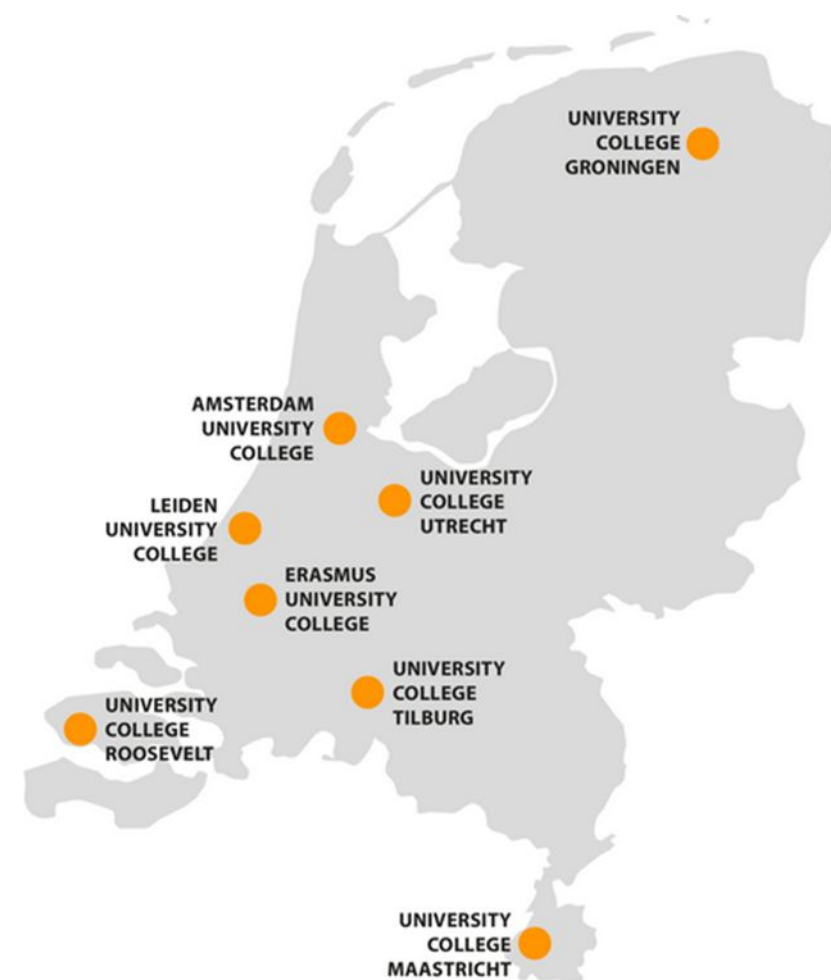 UNIVERSITY
COLLEGE
GRONINGEN
AMSTERDAM
UNIVERSITY
COLLEGE
UNIVERSITY
COLLEGE
UTRECHT
LEIDEN
UNIVERSITY
COLLEGE
ERASMUS
UNIVERSITY
COLLEGE
UNIVERSITY
COLLEGE
TILBURG
UNIVERSITY
COLLEGE
ROOSEVELT
UNIVERSITY
COLLEGE
MAASTRICHT